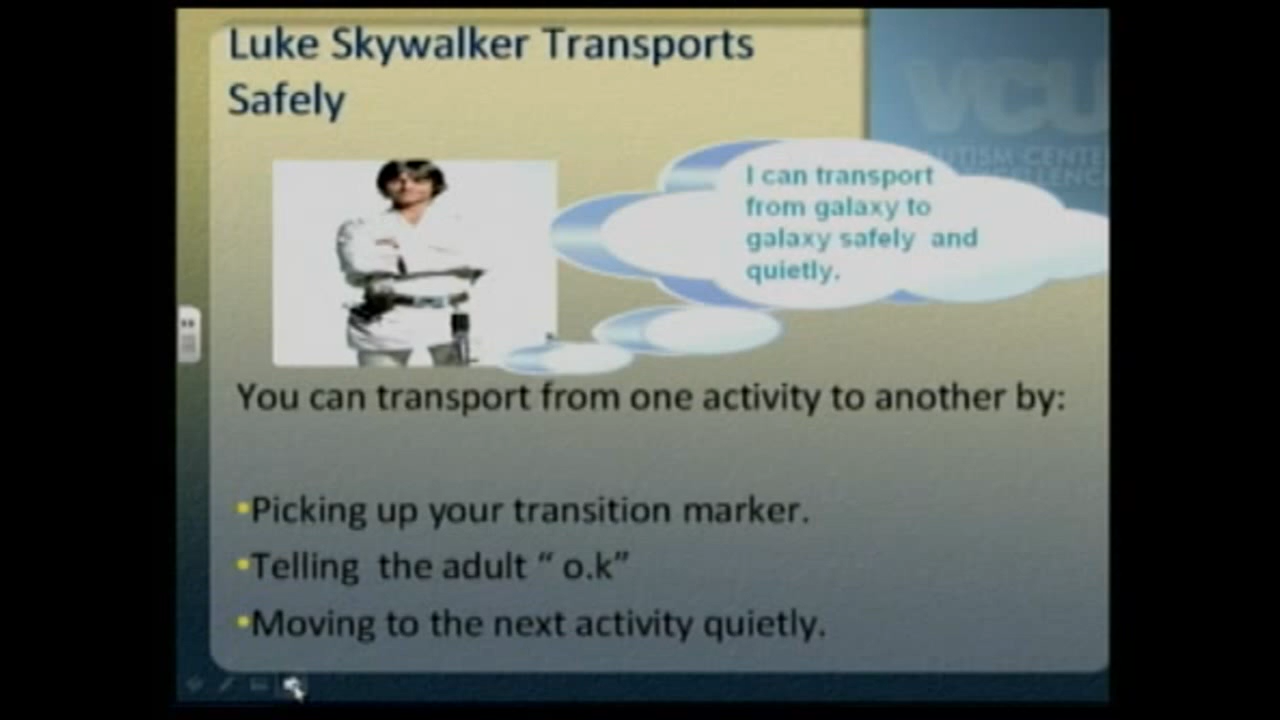 Luke Skywalker Transports
Safely
VCU
I can transport
from galaxy to
galaxy safely and
quietly.
You can transport from one activity to another by:
•Picking up your transition marker.
•Telling the adult “ o.k”
•Moving to the next activity quietly.